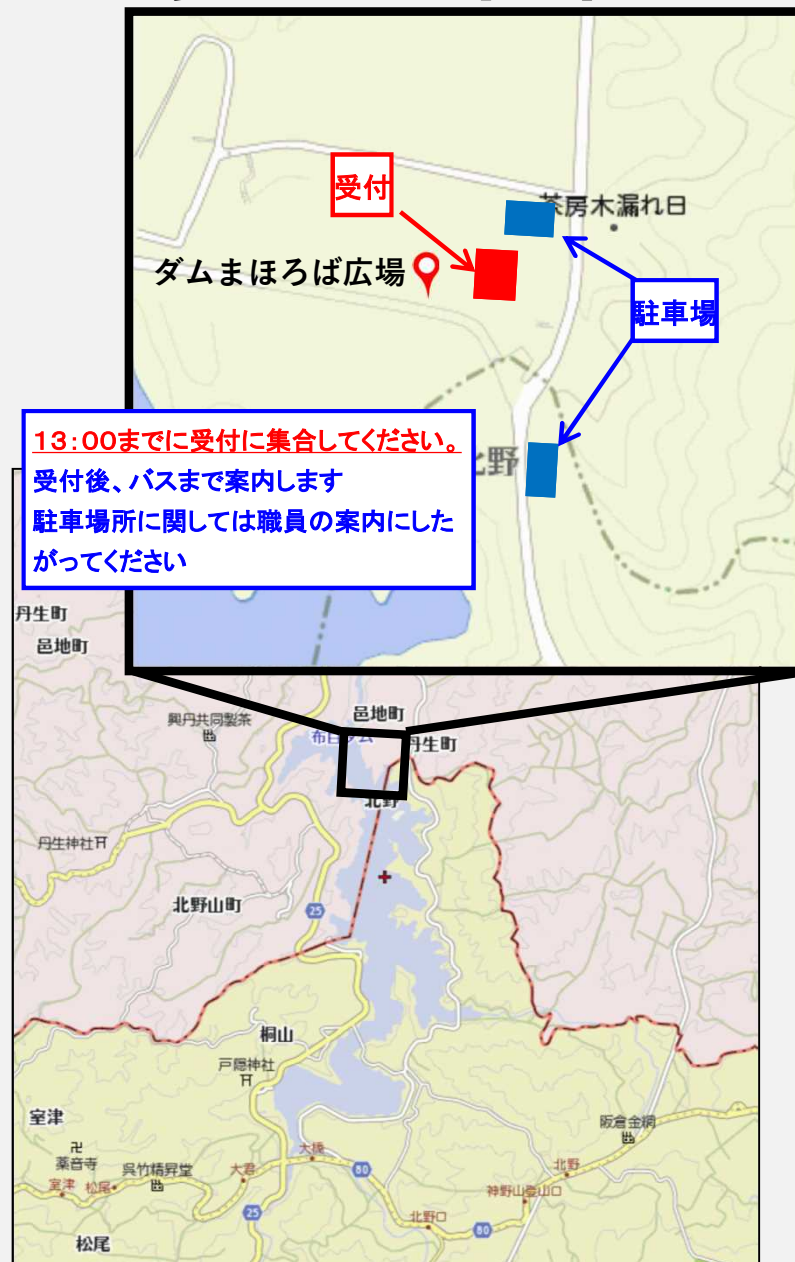 受付
茶房木漏れ日
ダムまほろば広場
駐車場
13:00までに受付に集合してください。
受付後、バスまで案内します
駐車場所に関しては職員の案内にした
がってください
北野
丹生町
邑地町
邑地町
興丹共同製茶
布目ダム
丹生町
北野
丹生神社
北野山町
25
桐山
戸隠神社
室津
阪倉金網
薬音寺
呉竹精昇堂
大橋
北野
室津
松尾
大君
80
神野山登山口
25
北野口
80
松尾